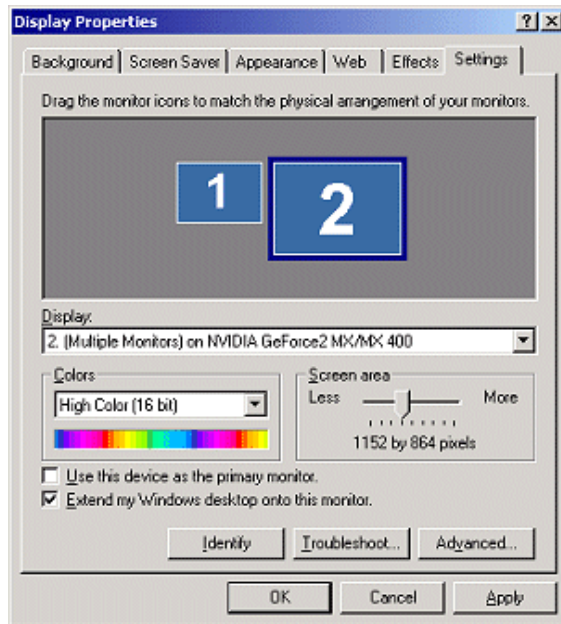 Display Properties
Background Screen Saver Appearance Web Effects Settings
Drag the monitor icons to match the physical arrangement of your monitors.
1 2
Display:
2. (Multiple Monitors) on NVIDIA GeForce2 MX/MX 400
Colors
High Color (16 bit)
Screen area
Less More
1152 by 864 pixels
Use this device as the primary monitor.
Extend my Windows desktop onto this monitor.
Identify Troubleshoot... Advanced...
OK Cancel Apply